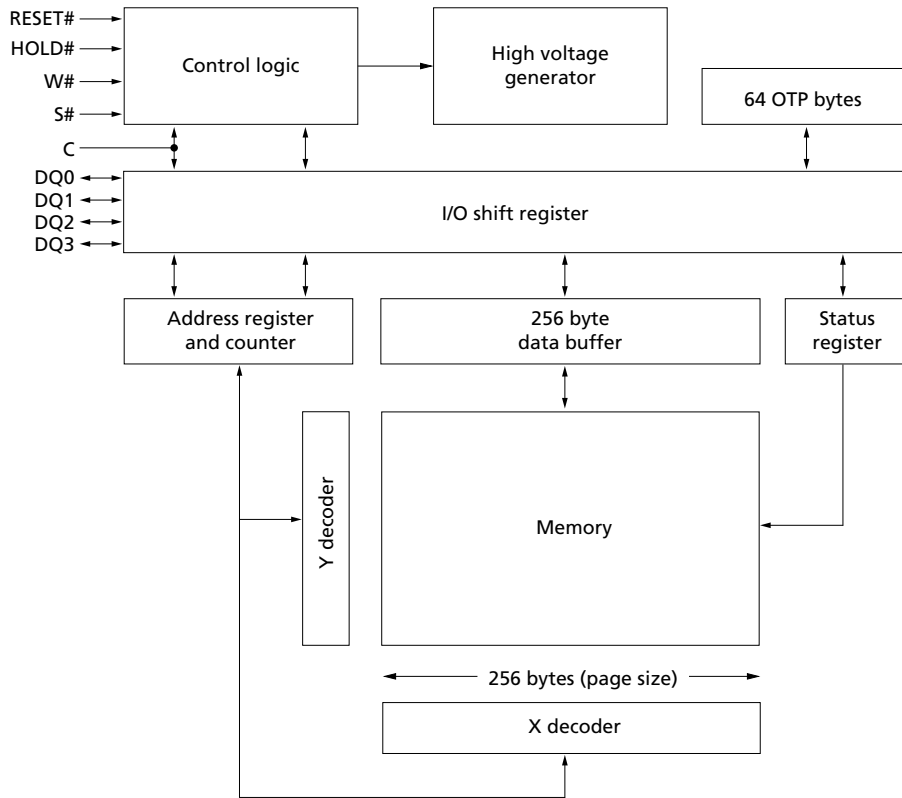 RESET#
HOLD#
W#
S#
C
Control logic
High voltage
generator
64 OTP bytes
DQ0
DQ1
DQ2
DQ3
I/O shift register
Address register
and counter
256 byte
data buffer
Status
register
Y decoder
Memory
256 bytes (page size)
X decoder